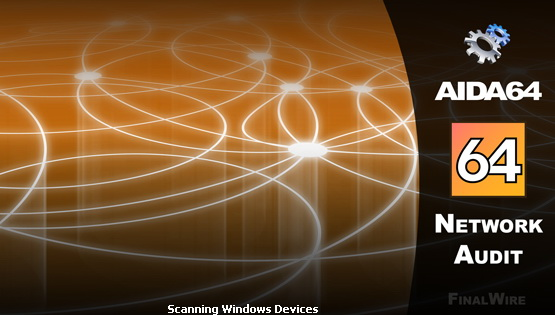 AIDA64
64
NETWORK
AUDIT
FINALWIRE
Scanning Windows Devices